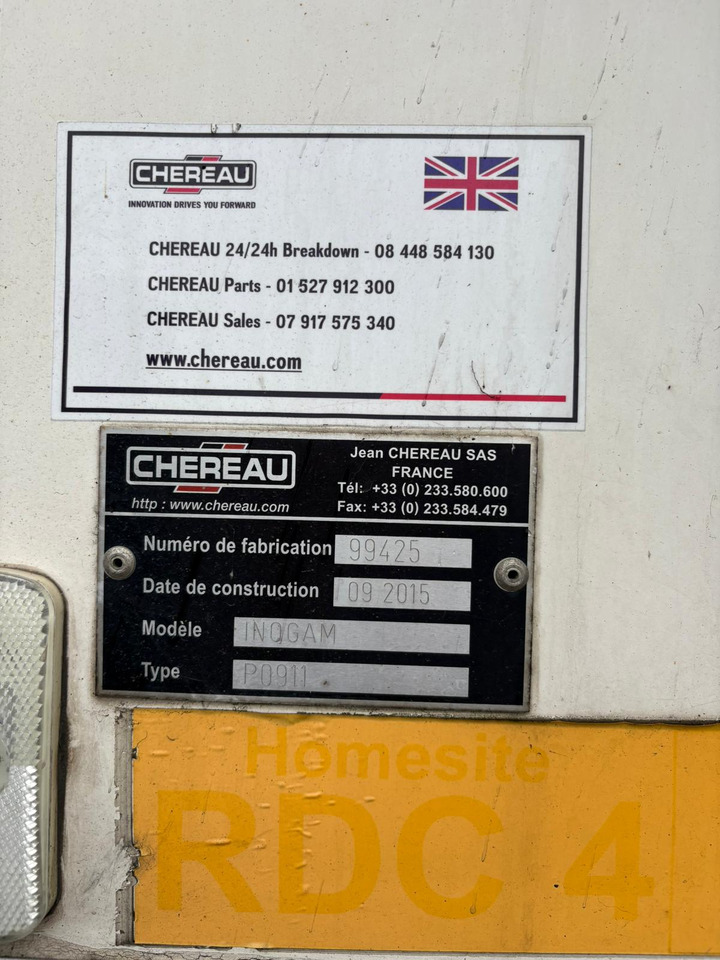 CHEREAU
INNOVATION DRIVES YOU FORWARD
CHEREAU 24/24h Breakdown - 08 448 584 130
CHEREAU Parts - 01 527 912 300
CHEREAU Sales - 07 917 575 340
www.chereau.com
CHEREAU
http : www.chereau.com
Jean CHEREAU SAS
FRANCE
Tél: +33 (0) 233.580.600
Fax: +33 (0) 233.584.479
Numéro de fabrication 99425
Date de construction 09 2015
Modèle INOGAM
Type P0911
Homesite
RDC 4